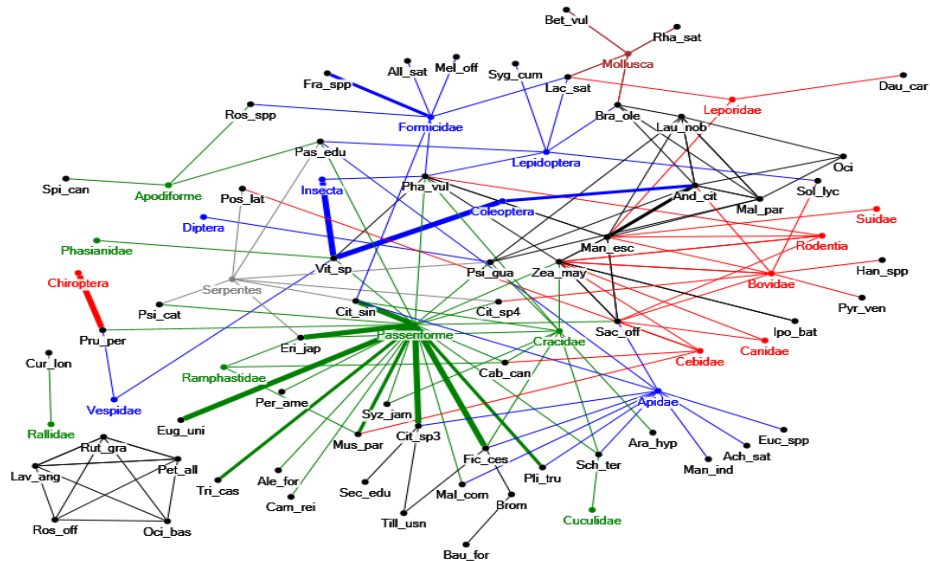 Bet_vul
Rha_sat
Mollusca
All_sat
Mel_off
Fra_spp
Syg_cum
Lac_sat
Leporidae
Dau_car
Ros_spp
Formicidae
Bra_ole
Lau_nob
Pas_edu
Lepidoptera
Oci
Spi_can
Apodiforme
Insecta
Pha_vul
And_cit
Sol_lyc
Pos_lat
Coleoptera
Mal_par
Suidae
Diptera
Man_esc
Rodentia
Phasianidae
Vit_sp
Psi_gua
Zea_may
Han_spp
Chiroptera
Serpentes
Bovidae
Pyr_ven
Psi_cat
Cit_sin
Cit_sp4
Ipo_bat
Pru_per
Passeriforme
Cracidae
Sac_off
Canidae
Eri_jap
Cur_lon
Ramphastidae
Cab_can
Cebidae
Per_ame
Vespidae
Syz_jam
Apidae
Rallidae
Eug_uni
Mus_par
Cit_sp3
Ara_hyp
Euc_spp
Rut_gra
Fic_ces
Sch_ter
Ach_sat
Lav_ang
Pet_all
Tri_cas
Ale_for
Sec_edu
Mal_com
Pli_tru
Man_ind
Cam_rei
Till_usn
Brom
Cuculidae
Ros_off
Oci_bas
Bau_for